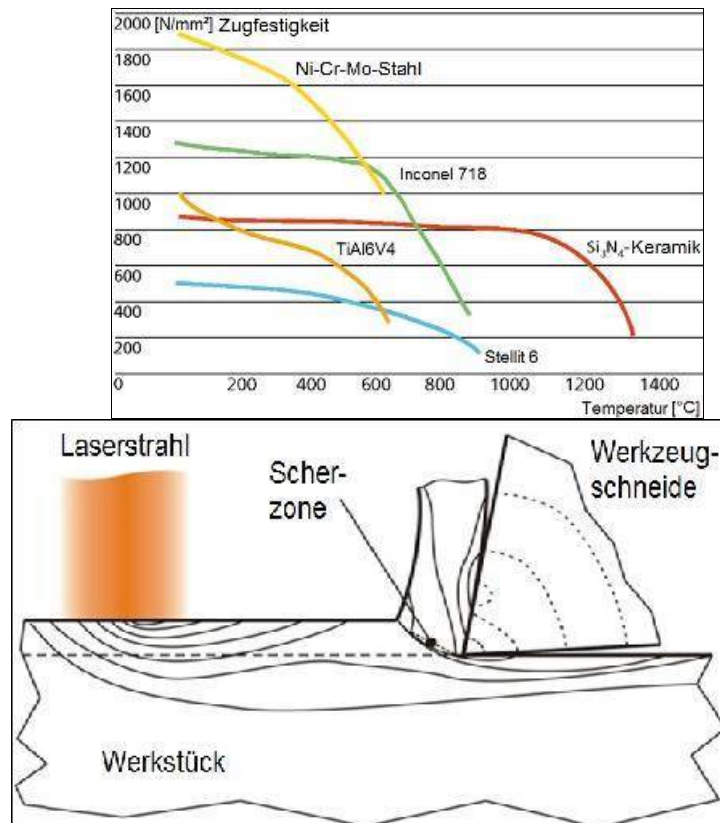 2000 [N/mm²] Zugfestigkeit
1800
Ni-Cr-Mo-Stahl
1600
1400
1200
Inconel 718
1000
800
TiAl6V4
Si₃N₄-Keramik
600
400
200
Stellit 6
0 200 400 600 800 1000 1200 1400
Temperatur [°C]
Laserstrahl
Scher-
zone
Werkzeug-
schneide
Werkstück